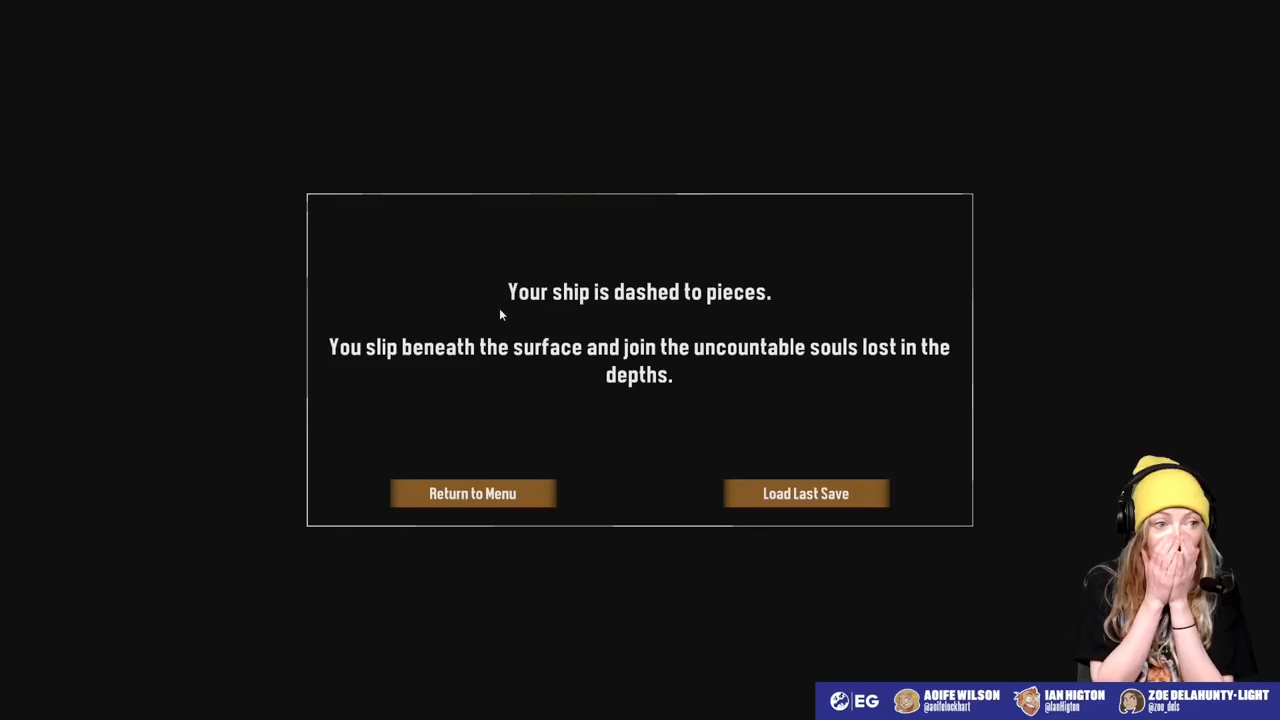 Your ship is dashed to pieces.
You slip beneath the surface and join the uncountable souls lost in the
depths.
Return to Menu
Load Last Save
EG
AOIFE WILSON
@aoifelockhart
IAN HIGTON
@IanHigton
ZOE DELAHUNTY-LIGHT
@zoe_dels